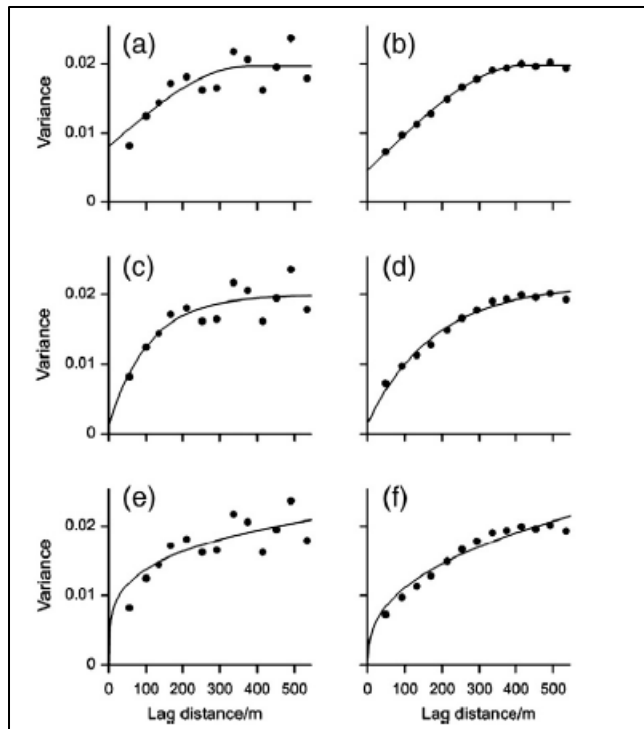 (a) (b)
Variance 0.02 0.01 0
(c) (d)
Variance 0.02 0.01 0
(e) (f)
Variance 0.02 0.01 0
0 100 200 300 400 500 0 100 200 300 400 500
Lag distance/m Lag distance/m